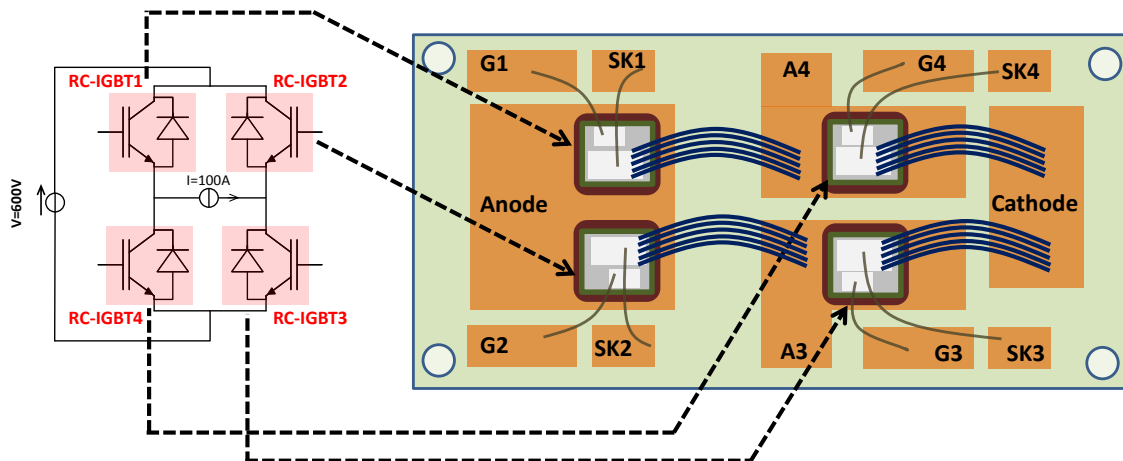 RC-IGBT1
RC-IGBT2
I=100A
V=600V
RC-IGBT4
RC-IGBT3
G1
SK1
A4
G4
SK4
Anode
Cathode
G2
SK2
A3
G3
SK3